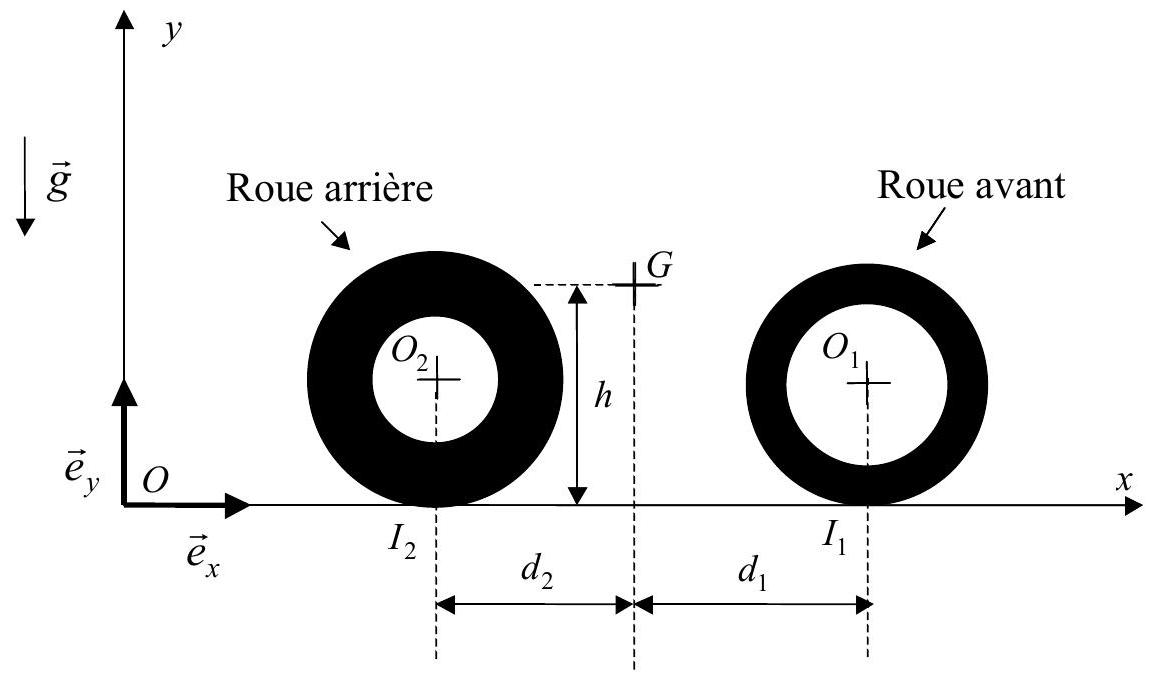 y
g⃗
Roue arrière
Roue avant
G
O₂
O₁
h
e⃗y
O
x
e⃗x
I₂
I₁
d₂
d₁